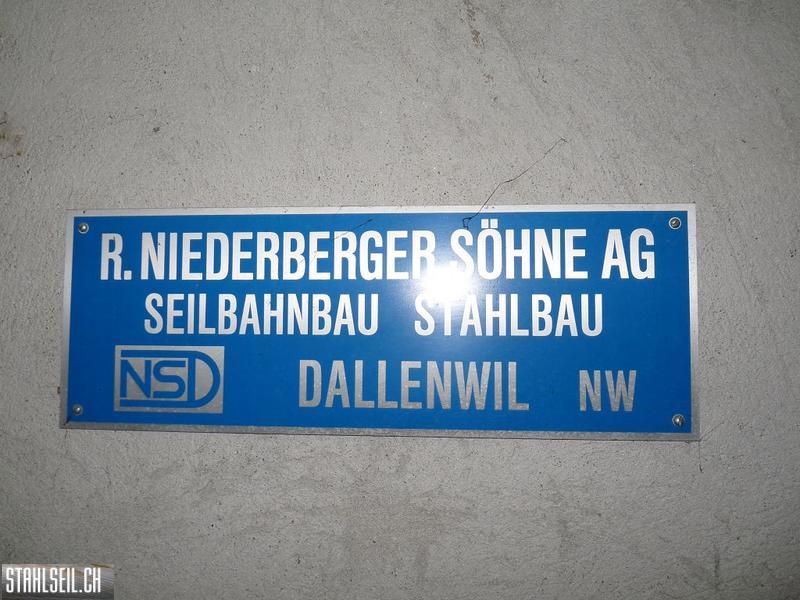 R. NIEDERBERGER SÖHNE AG
SEILBAHNBAU STAHLBAU
NSD DALLENWIL NW
STAHLSEIL.CH